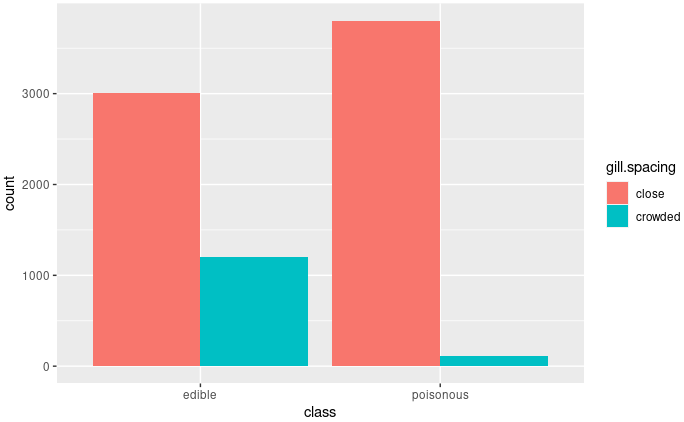 3000
2000
1000
0
count
edible
poisonous
class
gill.spacing
close
crowded